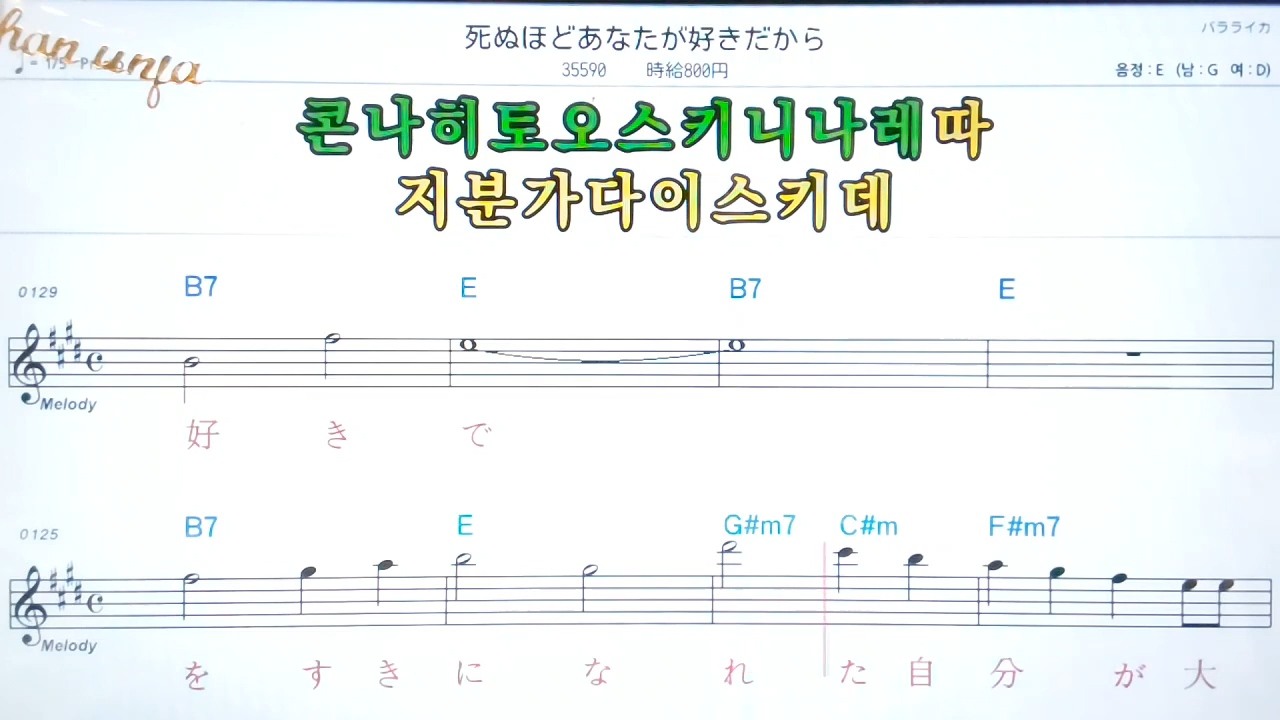 han unja
死ぬほどあなたが好きだから
バラライカ
35590 時給800円
음정:E (남:G 여:D)
콘나히토오스키니나레따
지분가다이스키데
0129
B7 E B7 E
Melody
好 き で
0125
B7 E G#m7 C#m F#m7
Melody
を す き に な れ た 自 分 が 大